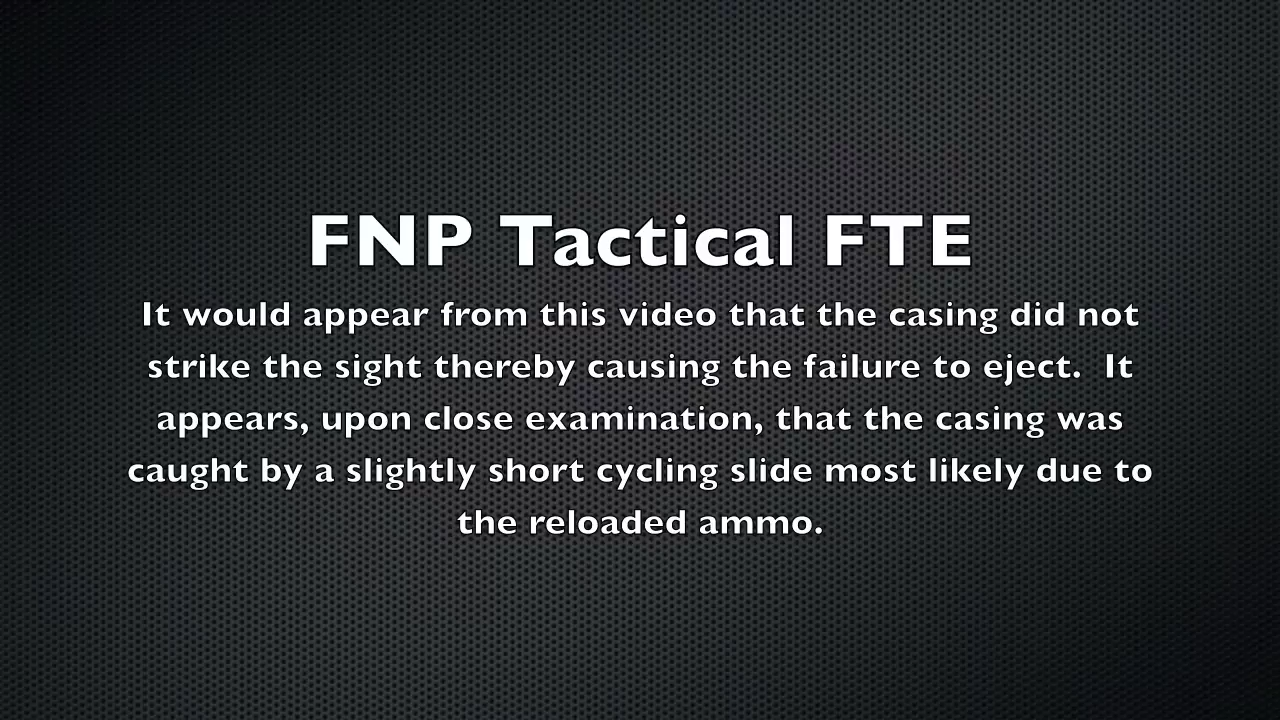 FNP Tactical FTE
It would appear from this video that the casing did not
strike the sight thereby causing the failure to eject.  It
appears, upon close examination, that the casing was
caught by a slightly short cycling slide most likely due to
the reloaded ammo.